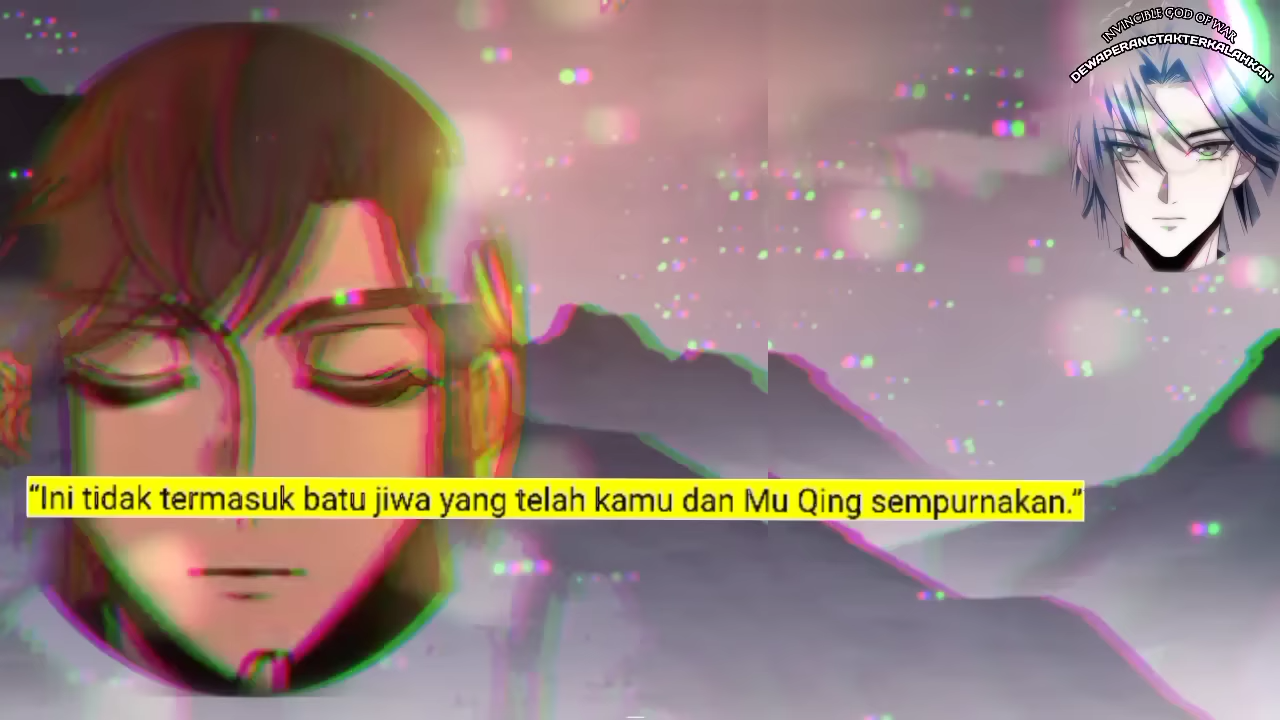 INVINCIBLE GOD OF WAR
DEWAPERANGTAKTERKALAHKAN
“Ini tidak termasuk batu jiwa yang telah kamu dan Mu Qing sempurnakan.”